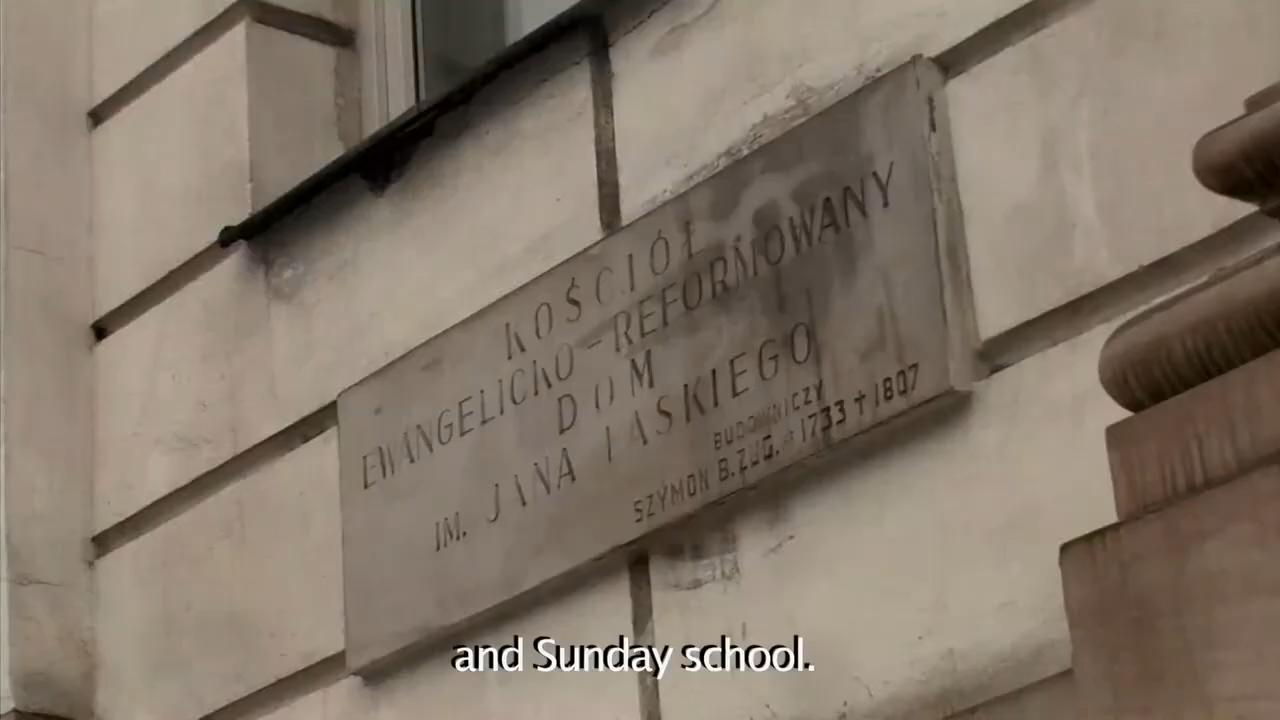 KOŚCIÓŁ
EWANGELICKO-REFORMOWANY
DOM
IM. JANA ŁASKIEGO
BUDOWNICZY
SZYMON B. ZUG. * 1733 † 1807
and Sunday school.